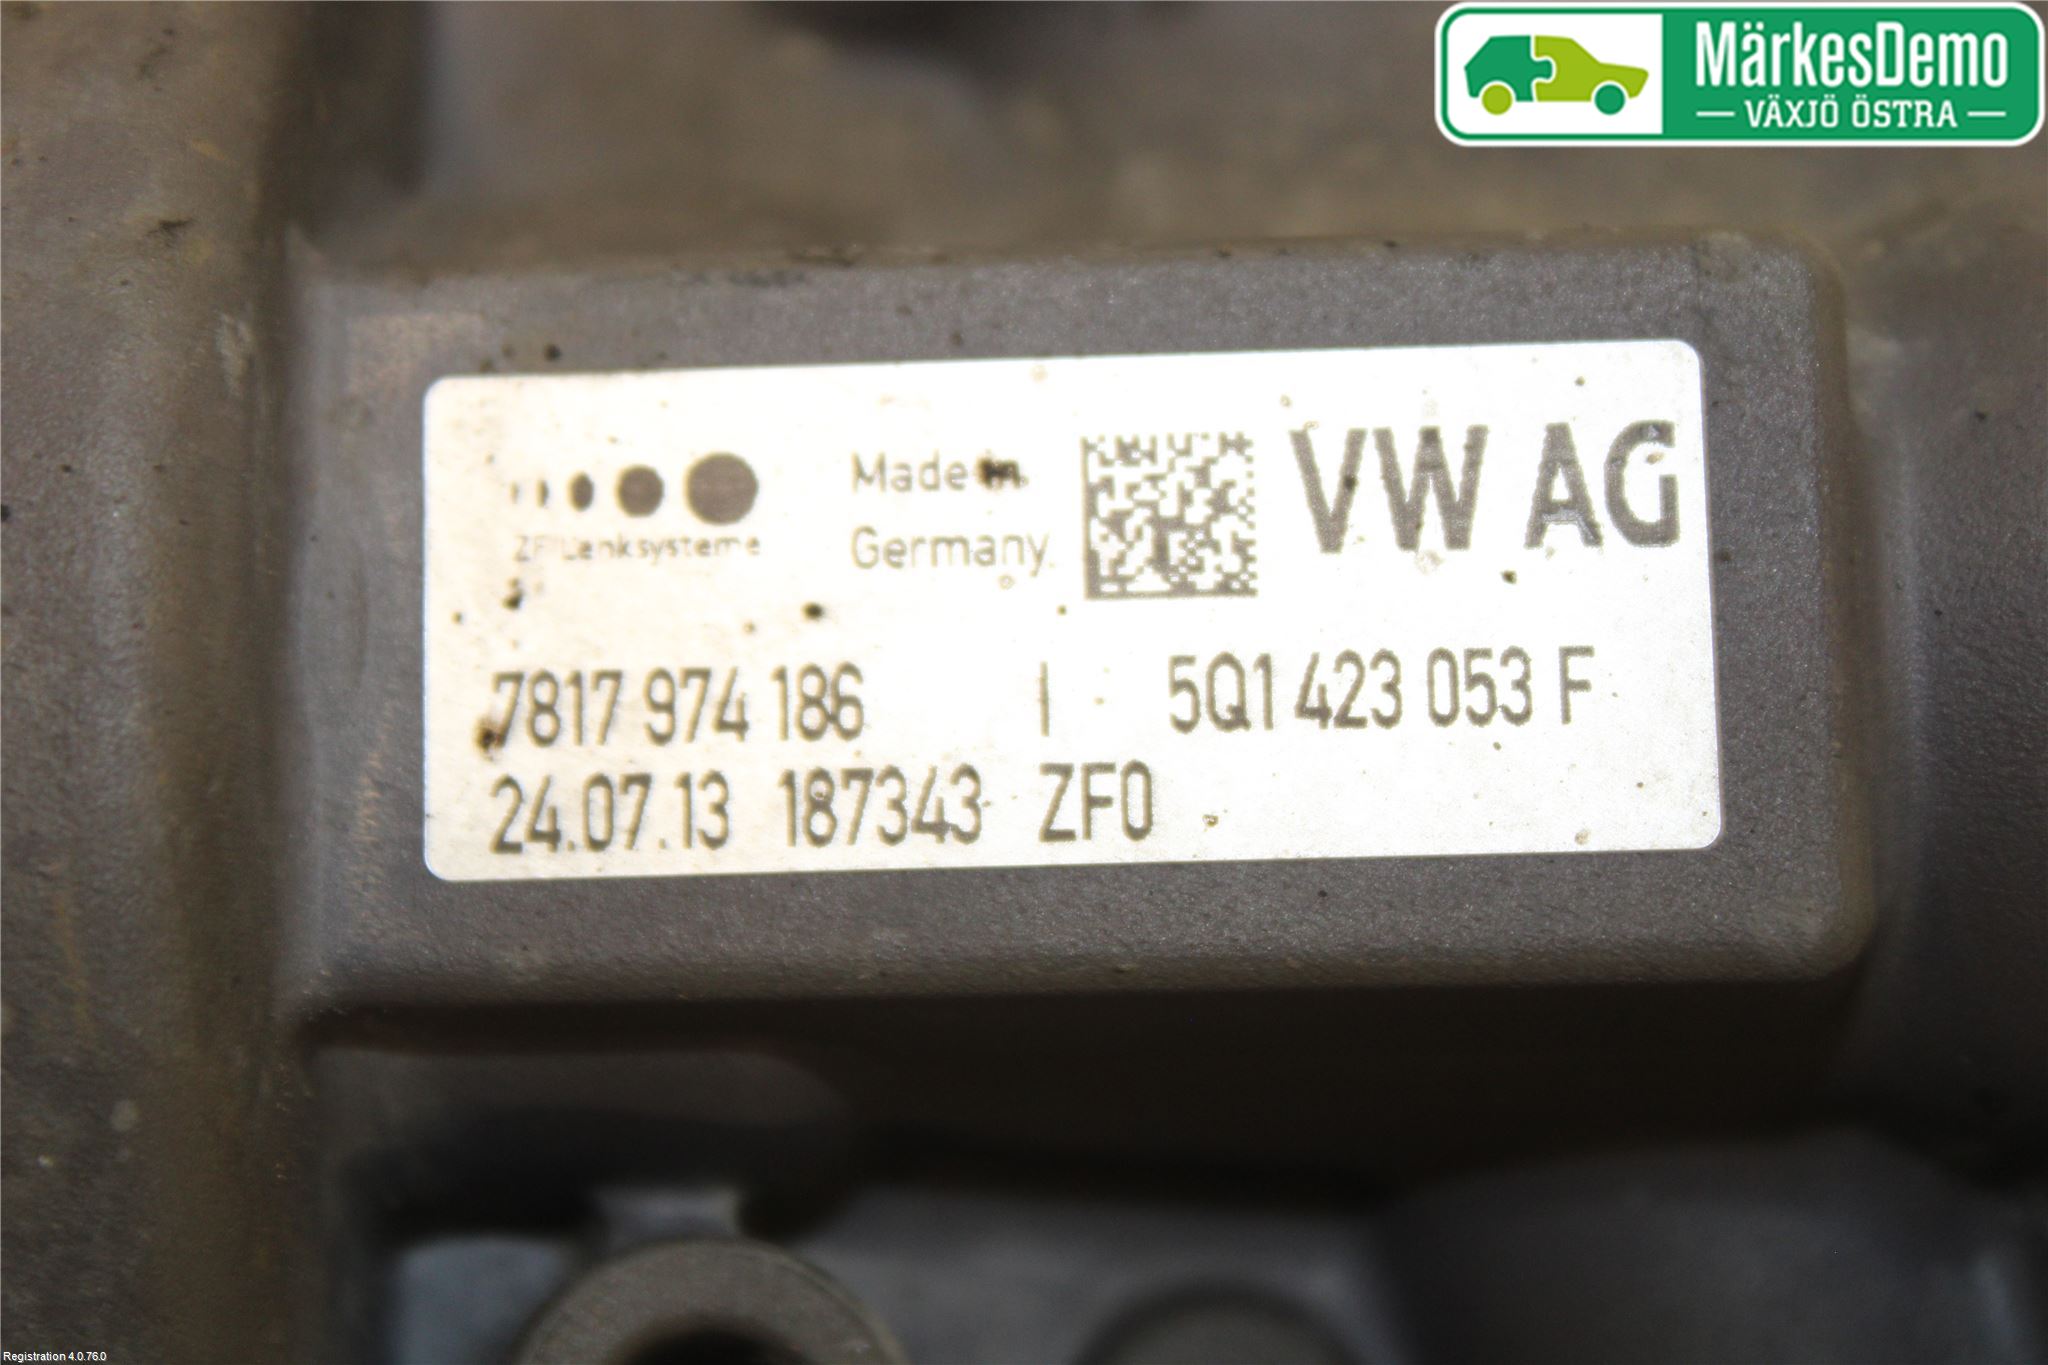 MärkesDemo
— VÄXJÖ ÖSTRA —
ZF Lenksysteme
Made in
Germany
VW AG
7817 974 186 | 5Q1 423 053 F
24.07.13 187343 ZF0
Registration 4.0.76.0